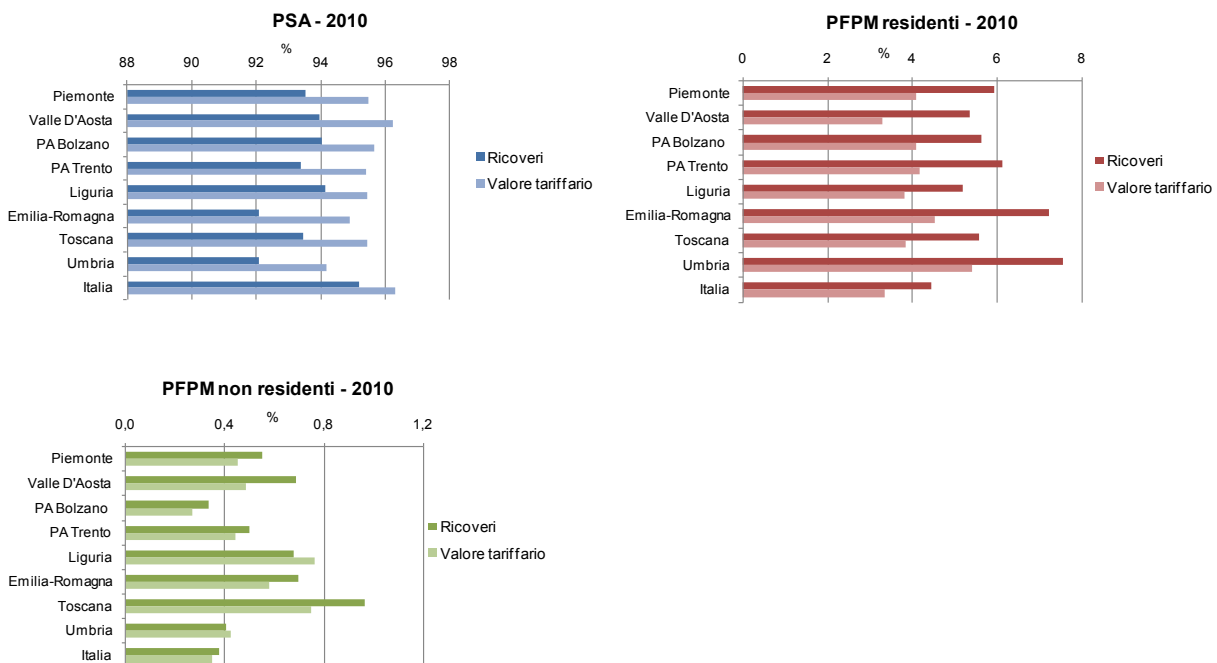 PSA - 2010
%
88 90 92 94 96 98
Piemonte
Valle D'Aosta
PA Bolzano
PA Trento
Liguria
Emilia-Romagna
Toscana
Umbria
Italia
Ricoveri
Valore tariffario
PFPM residenti - 2010
0 2 4 6 8
%
Piemonte
Valle D'Aosta
PA Bolzano
PA Trento
Liguria
Emilia-Romagna
Toscana
Umbria
Italia
Ricoveri
Valore tariffario
PFPM non residenti - 2010
0,0 0,4 0,8 1,2
%
Piemonte
Valle D'Aosta
PA Bolzano
PA Trento
Liguria
Emilia-Romagna
Toscana
Umbria
Italia
Ricoveri
Valore tariffario